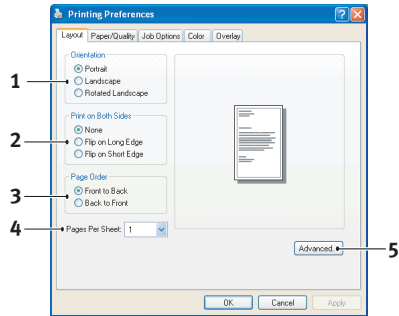 Printing Preferences
Layout Paper/Quality Job Options Color Overlay
Orientation
Portrait
1
Landscape
Rotated Landscape
Print on Both Sides
None
2
Flip on Long Edge
Flip on Short Edge
Page Order
3
Front to Back
Back to Front
4
Pages Per Sheet: 1
Advanced..
5
OK Cancel Apply